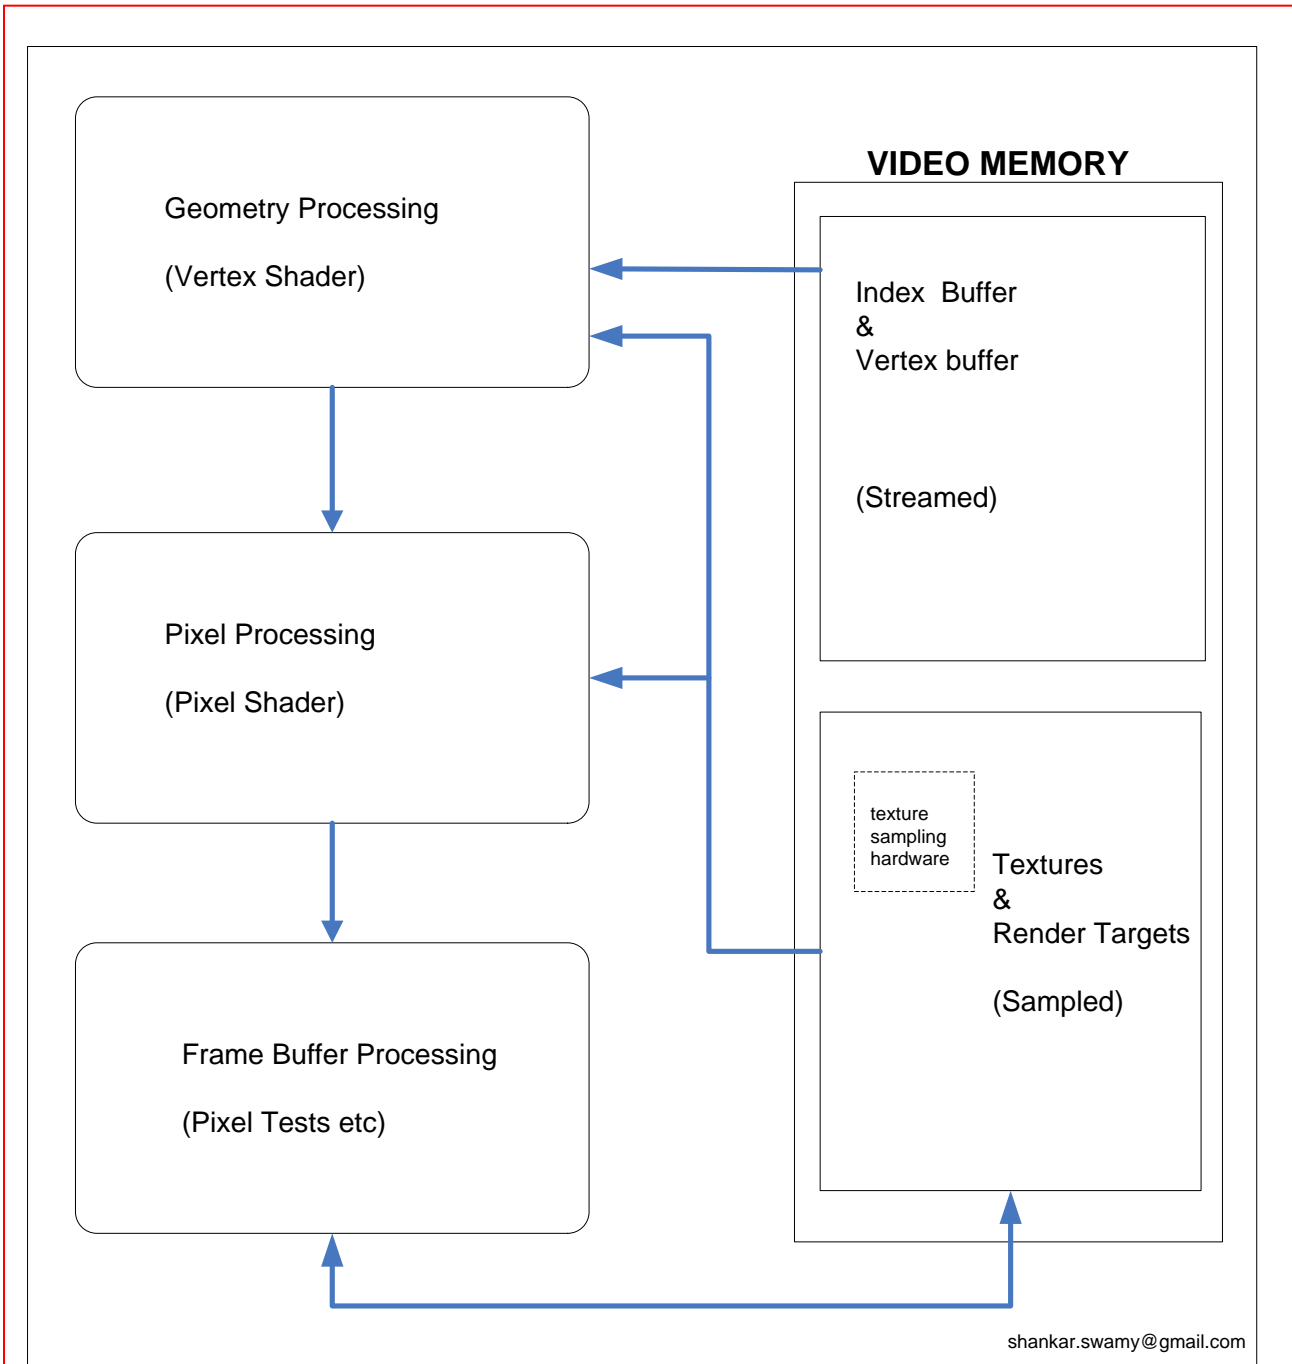 Geometry Processing
(Vertex Shader)
VIDEO MEMORY
Index Buffer
&
Vertex buffer
(Streamed)
Pixel Processing
(Pixel Shader)
texture
sampling
hardware
Textures
&
Render Targets
(Sampled)
Frame Buffer Processing
(Pixel Tests etc)
shankar.swamy@gmail.com